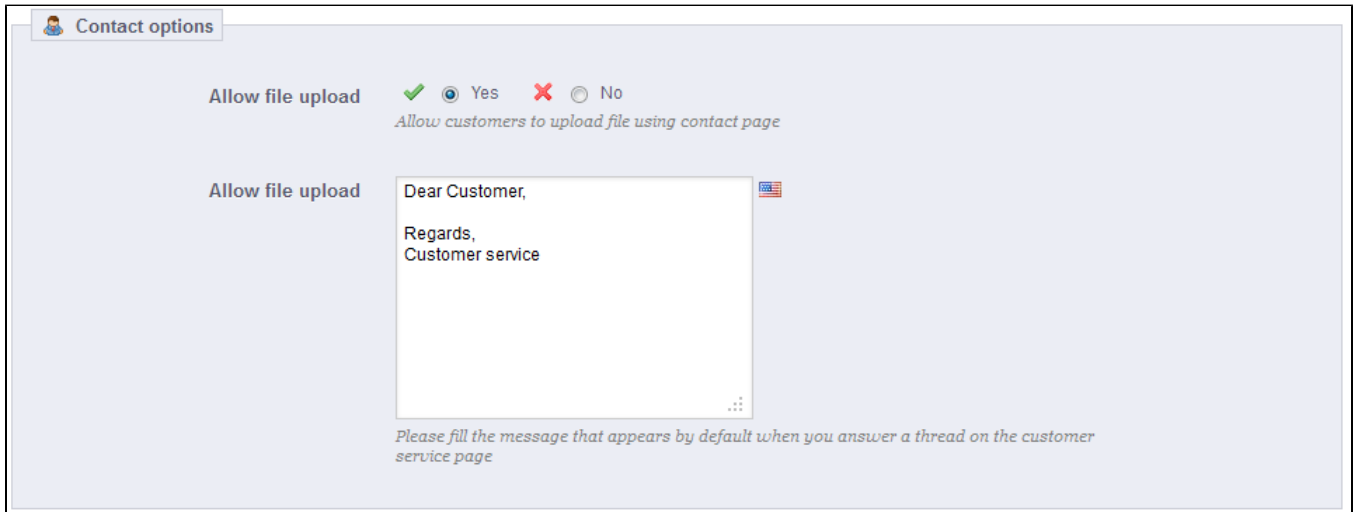 Contact options
Allow file upload Yes No
Allow customers to upload file using contact page
Allow file upload
Dear Customer,
Regards,
Customer service
Please fill the message that appears by default when you answer a thread on the customer
service page